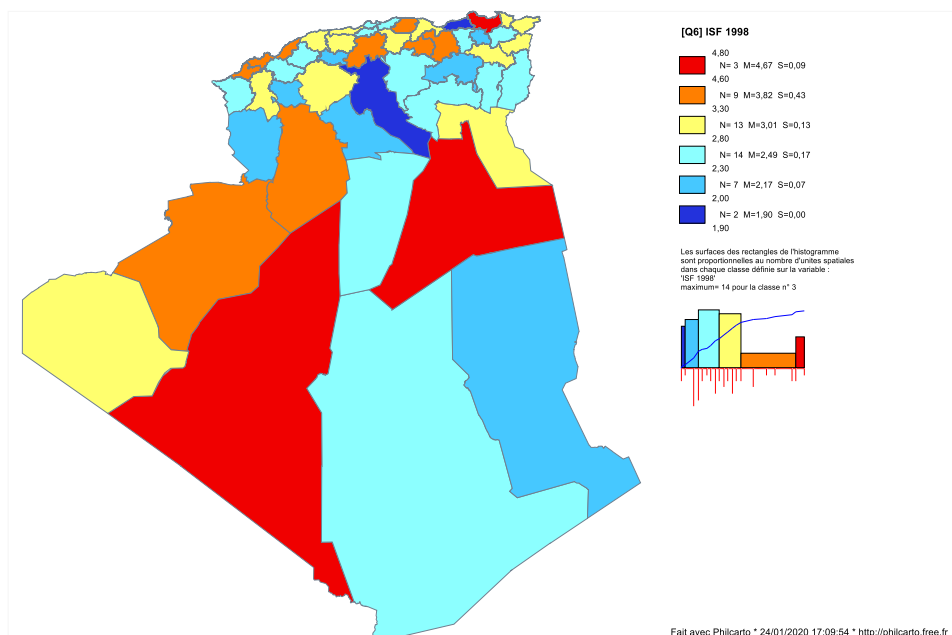 [Q6] ISF 1998
4,80
N= 3 M=4,67 S=0,09
4,60
N= 9 M=3,82 S=0,43
3,30
N= 13 M=3,01 S=0,13
2,80
N= 14 M=2,49 S=0,17
2,30
N= 7 M=2,17 S=0,07
2,00
N= 2 M=1,90 S=0,00
1,90
Les surfaces des rectangles de l'histogramme
sont proportionnelles au nombre d'unites spatiales
dans chaque classe définie sur la variable :
'ISF 1998'
maximum= 14 pour la classe n° 3
Fait avec Philcarto * 24/01/2020 17:09:54 * http://philcarto.free.fr